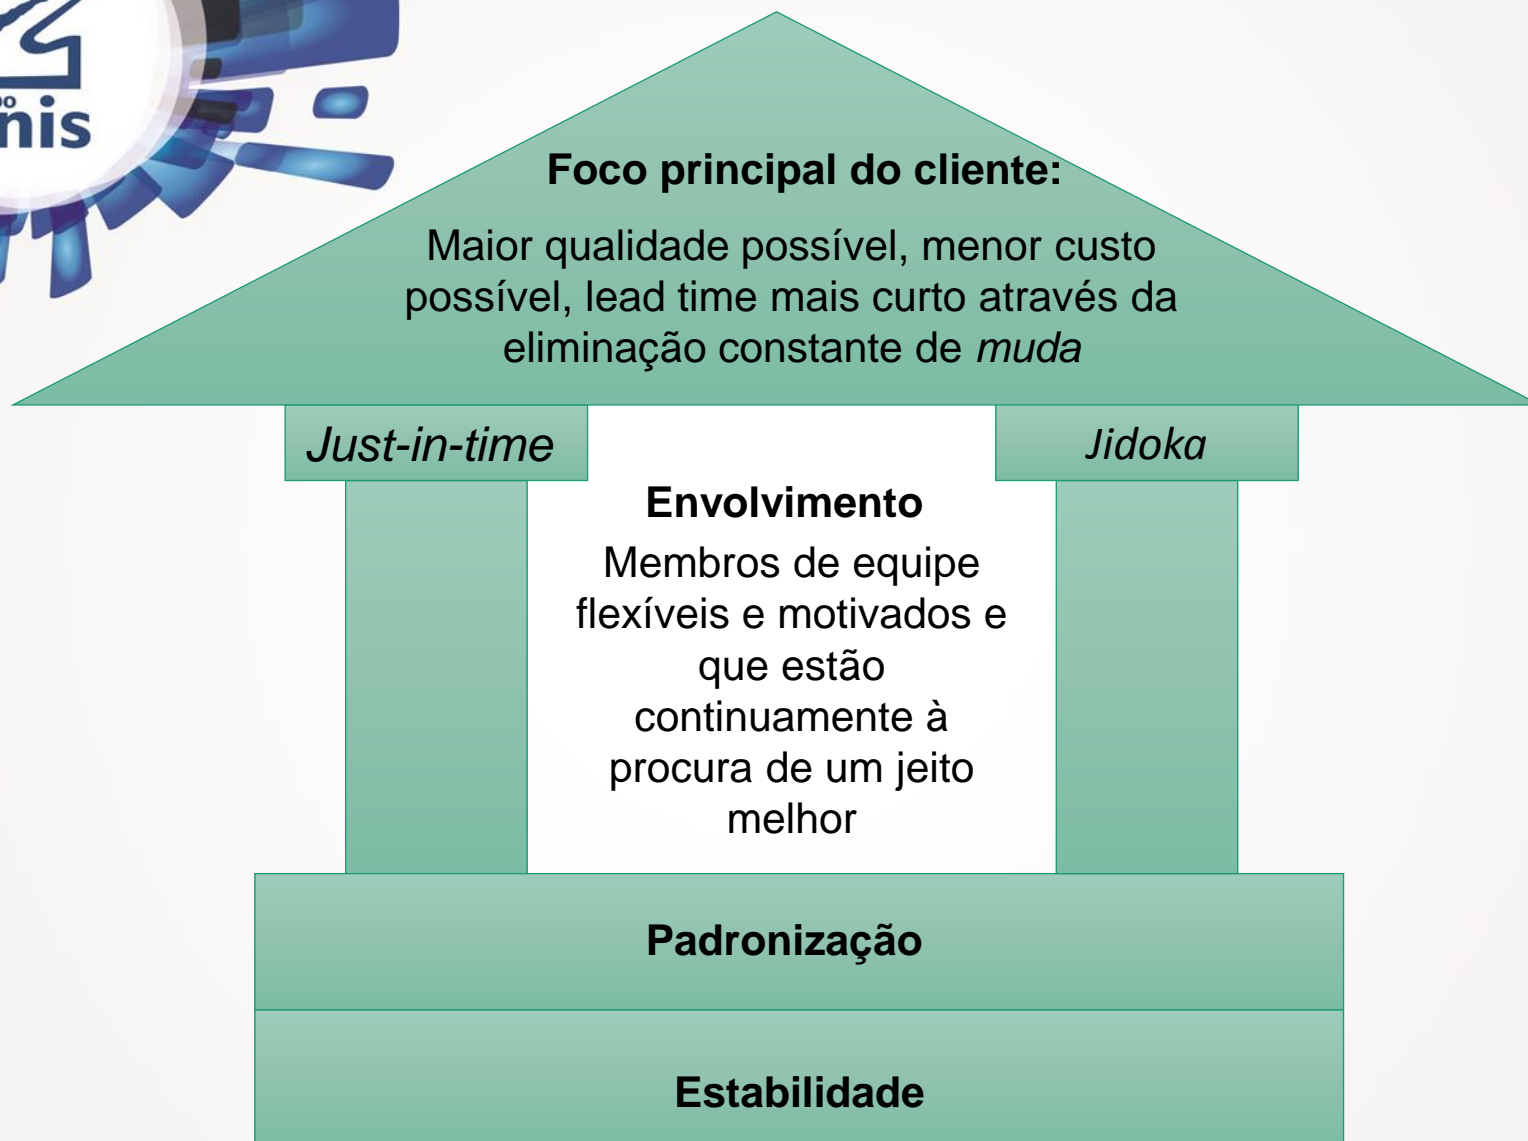 nis
Foco principal do cliente:
Maior qualidade possível, menor custo
possível, lead time mais curto através da
eliminação constante de muda
Just-in-time
Jidoka
Envolvimento
Membros de equipe
flexíveis e motivados e
que estão
continuamente à
procura de um jeito
melhor
Padronização
Estabilidade